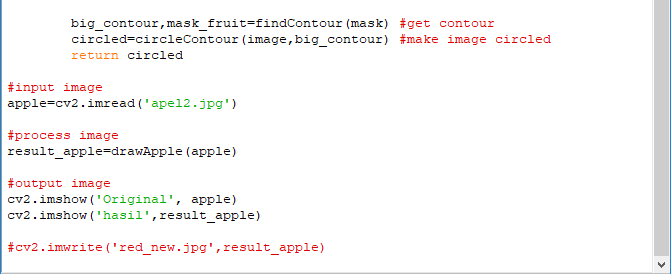 big_contour,mask_fruit=findContour(mask) #get contour
circled=circleContour(image,big_contour) #make image circled
return circled
#input image
apple=cv2.imread('apel2.jpg')
#process image
result_apple=drawApple(apple)
#output image
cv2.imshow('Original', apple)
cv2.imshow('hasil',result_apple)
#cv2.imwrite('red_new.jpg',result_apple)